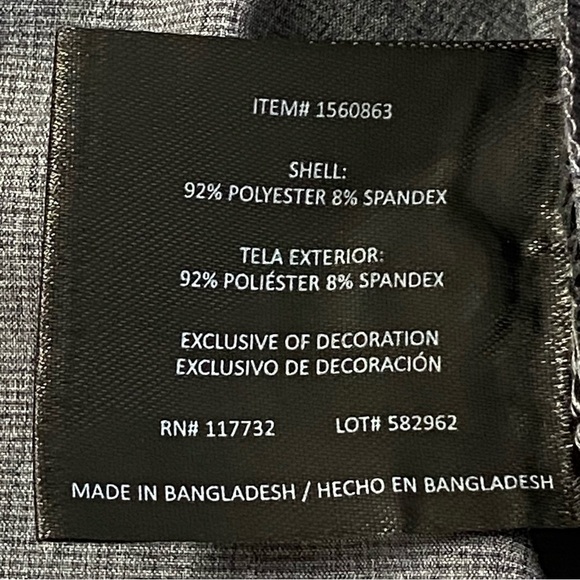 ITEM# 1560863
SHELL:
92% POLYESTER 8% SPANDEX
TELA EXTERIOR:
92% POLIÉSTER 8% SPANDEX
EXCLUSIVE OF DECORATION
EXCLUSIVO DE DECORACIÓN
RN# 117732 LOT# 582962
MADE IN BANGLADESH / HECHO EN BANGLADESH